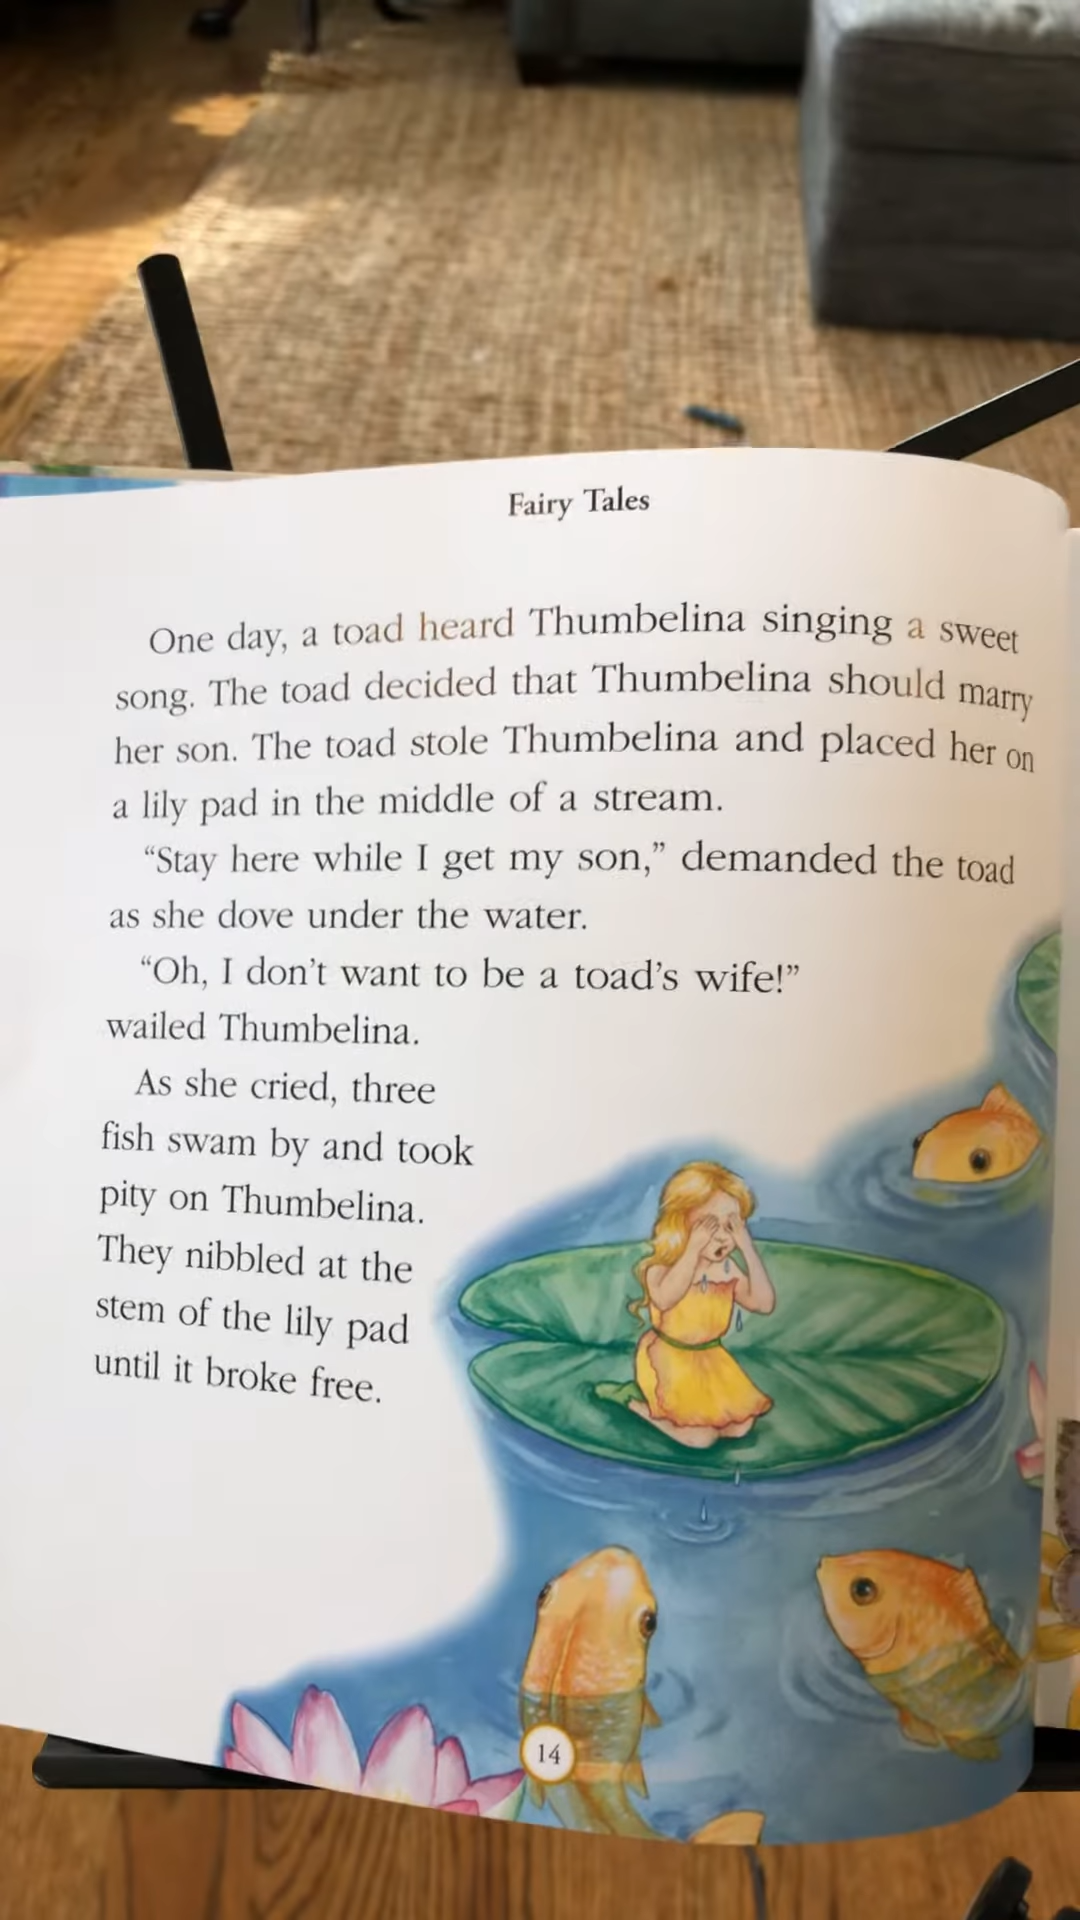 Fairy Tales
One day, a toad heard Thumbelina singing a sweet
song. The toad decided that Thumbelina should marry
her son. The toad stole Thumbelina and placed her on
a lily pad in the middle of a stream.
“Stay here while I get my son,” demanded the toad
as she dove under the water.
“Oh, I don’t want to be a toad’s wife!”
wailed Thumbelina.
As she cried, three
fish swam by and took
pity on Thumbelina.
They nibbled at the
stem of the lily pad
until it broke free.
14